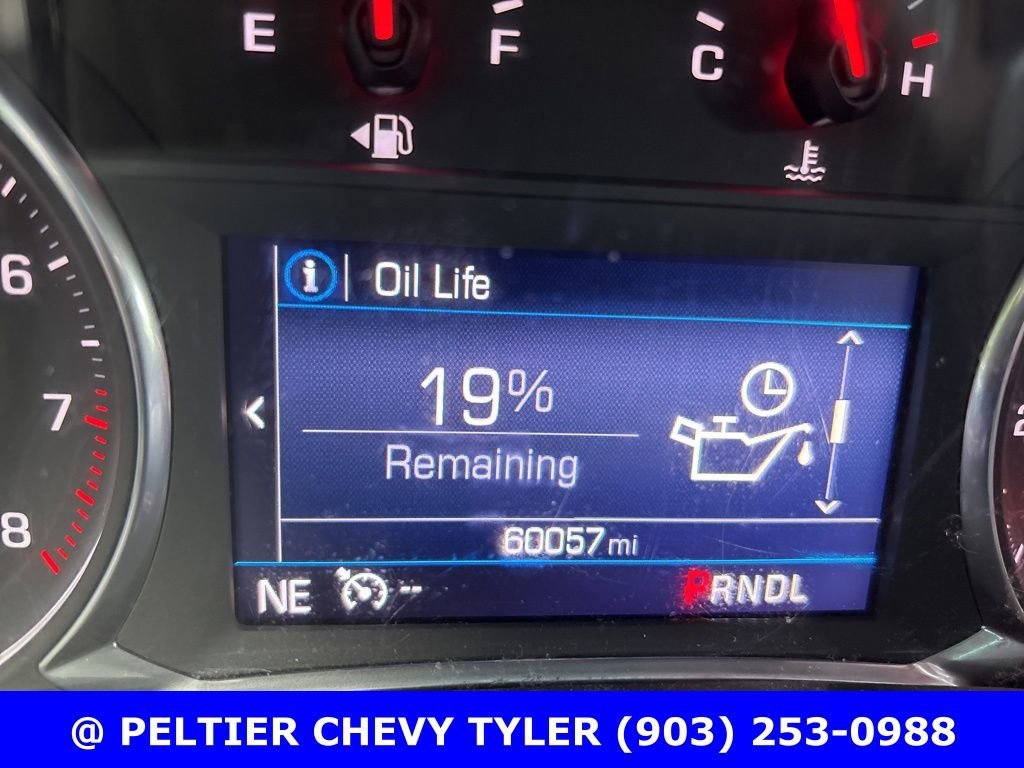 E F C H
6
7
8
i | Oil Life
19%
Remaining
60057 mi
NE -- PRNDL
@ PELTIER CHEVY TYLER (903) 253-0988